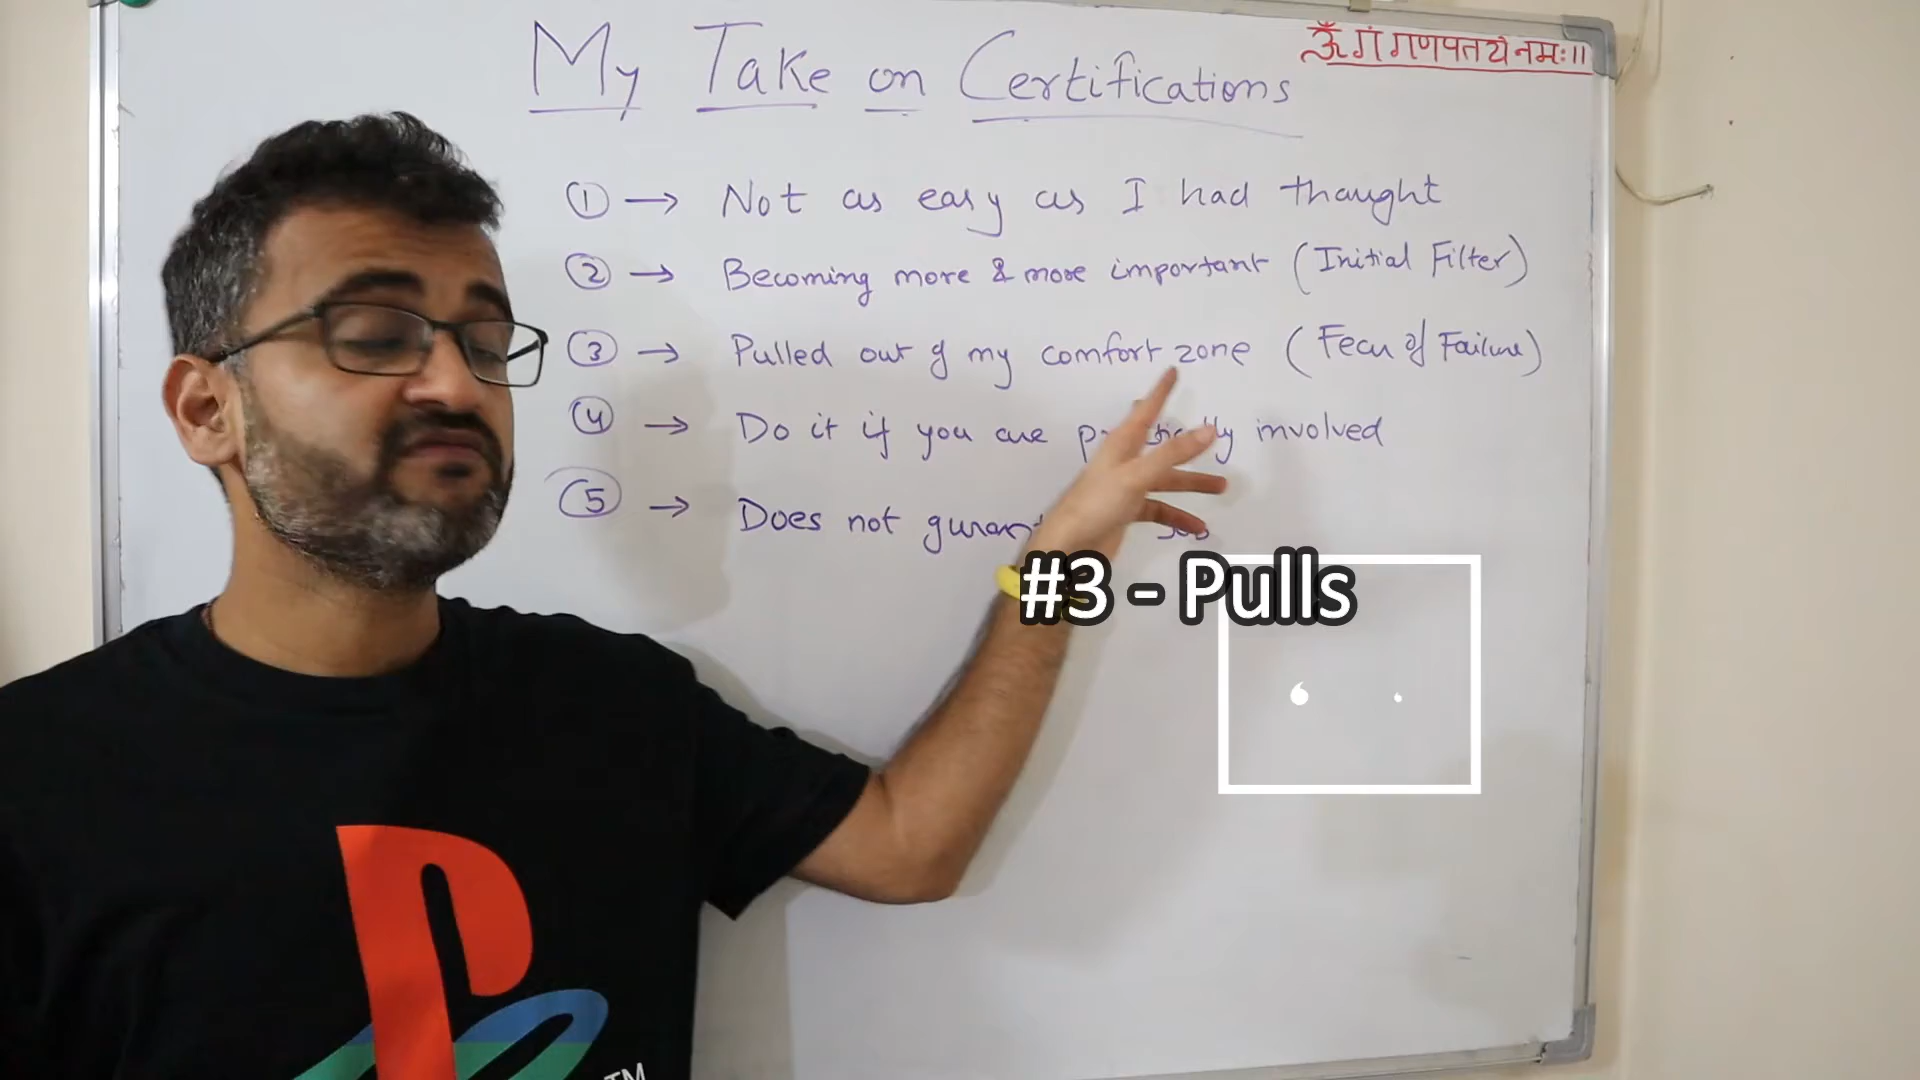 My Take on Certifications
ॐ गं गणपतये नमः॥
1 → Not as easy as I had thought
2 → Becoming more & more important (Initial Filter)
3 → Pulled out of my comfort zone (Fear of Failure)
4 → Do it if you are involved
5 → Does not
#3 - Pulls
TM